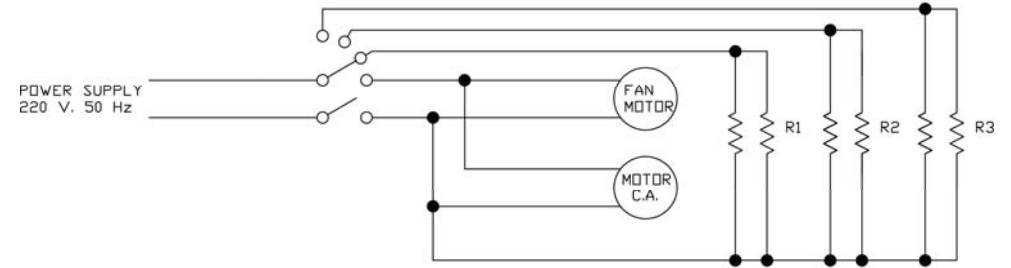 POWER SUPPLY
220 V. 50 Hz
FAN
MOTOR
MOTOR
C.A.
R1
R2
R3